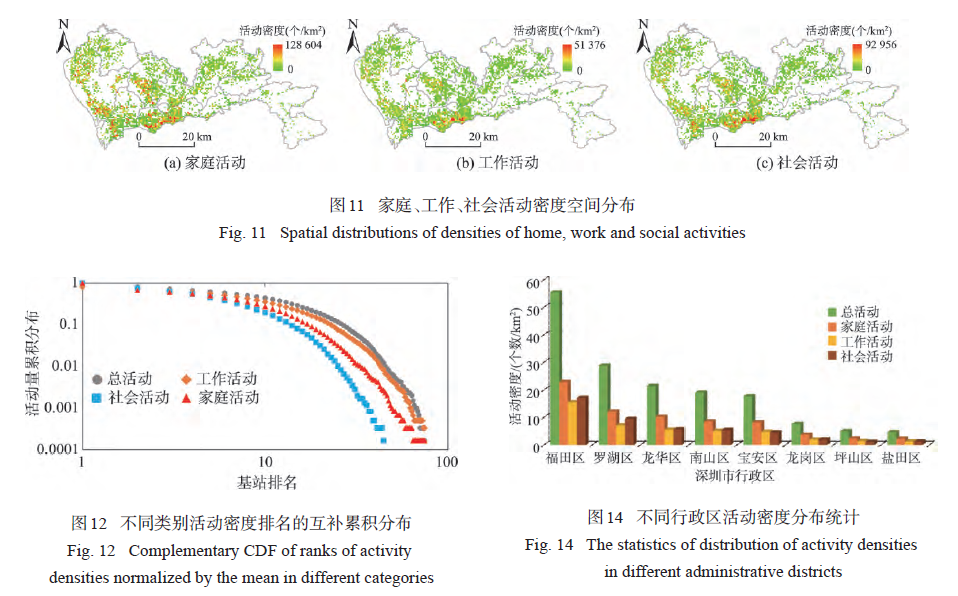 N
活动密度(个/km²)
128 604
0
0 20 km
(a) 家庭活动
N
活动密度(个/km²)
51 376
0
0 20 km
(b) 工作活动
N
活动密度(个/km²)
92 956
0
0 20 km
(c) 社会活动
图11 家庭、工作、社会活动密度空间分布
Fig. 11 Spatial distributions of densities of home, work and social activities
活动量累积分布
1
0.1
0.01
0.001
0.0001
总活动 工作活动
社会活动 家庭活动
1 10 100
基站排名
图12 不同类别活动密度排名的互补累积分布
Fig. 12 Complementary CDF of ranks of activity
densities normalized by the mean in different categories
活动密度/(个数/km²)
60
50
40
30
20
10
0
总活动
家庭活动
工作活动
社会活动
福田区 罗湖区 龙华区 南山区 宝安区 龙岗区 坪山区 盐田区
深圳市行政区
图14 不同行政区活动密度分布统计
Fig. 14 The statistics of distribution of activity densities
in different administrative districts